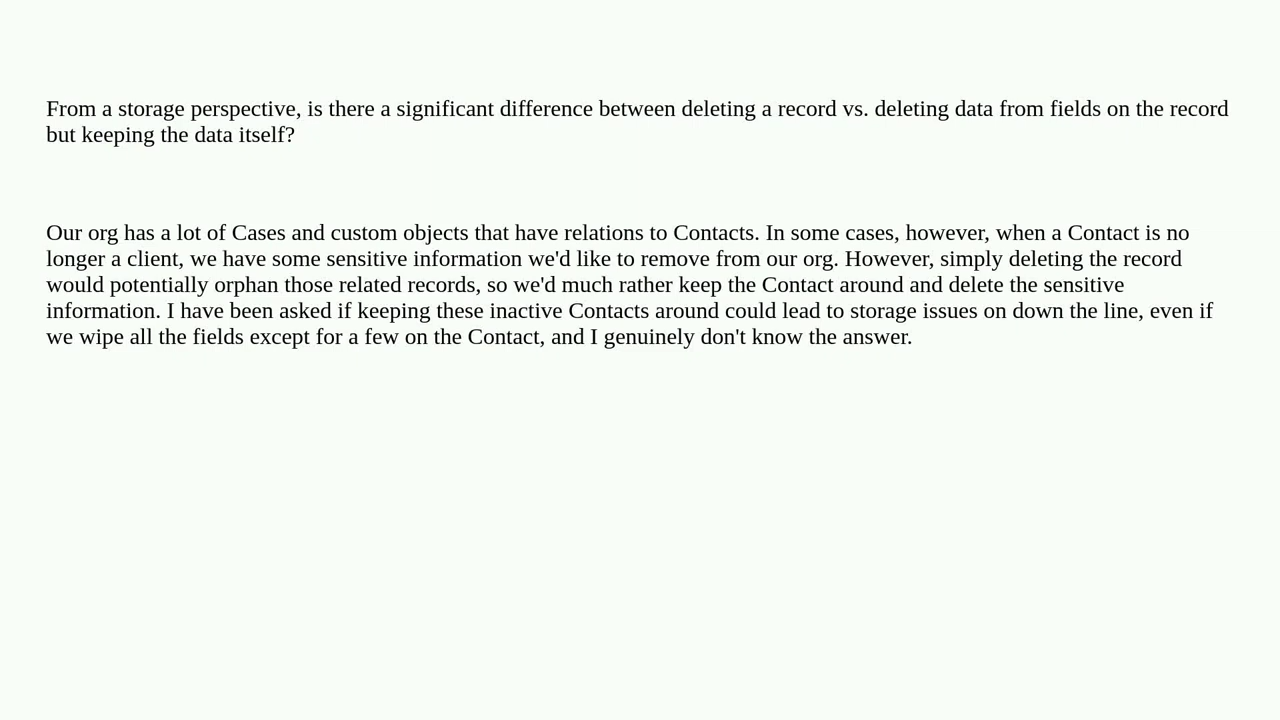 From a storage perspective, is there a significant difference between deleting a record vs. deleting data from fields on the record
but keeping the data itself?
Our org has a lot of Cases and custom objects that have relations to Contacts. In some cases, however, when a Contact is no
longer a client, we have some sensitive information we'd like to remove from our org. However, simply deleting the record
would potentially orphan those related records, so we'd much rather keep the Contact around and delete the sensitive
information. I have been asked if keeping these inactive Contacts around could lead to storage issues on down the line, even if
we wipe all the fields except for a few on the Contact, and I genuinely don't know the answer.